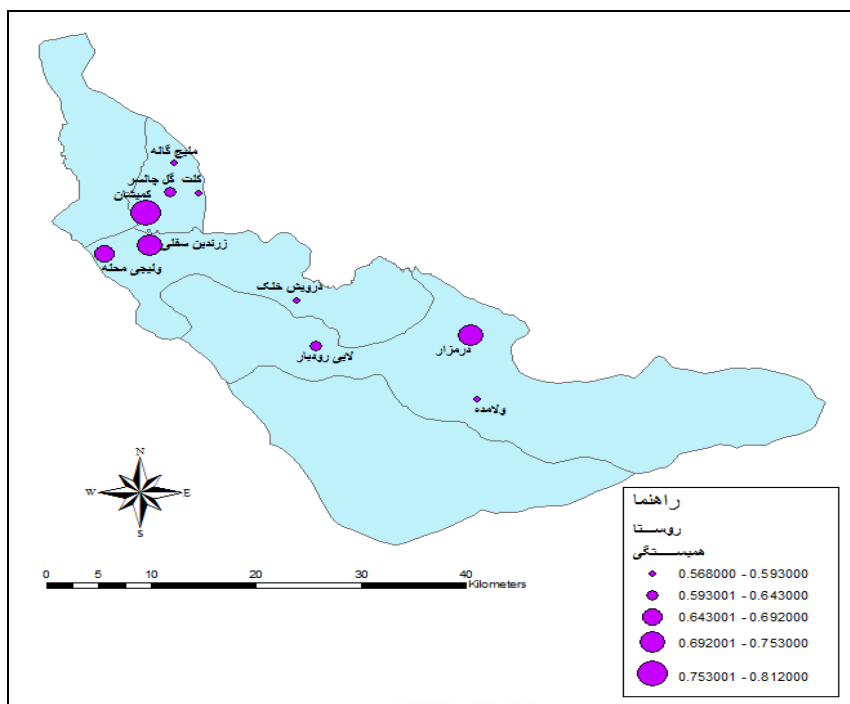 ملیچ گاله
گل چالسر کلت
کمیشتان
زرندین سفلی
ولیجی محله
درویش خلک
درمزار
لایی رودبار
ولامده
N
W E
S
0 5 10 20 30 40
Kilometers
راهنما
روستا
همبستگی
0.568000 - 0.593000
0.593001 - 0.643000
0.643001 - 0.692000
0.692001 - 0.753000
0.753001 - 0.812000